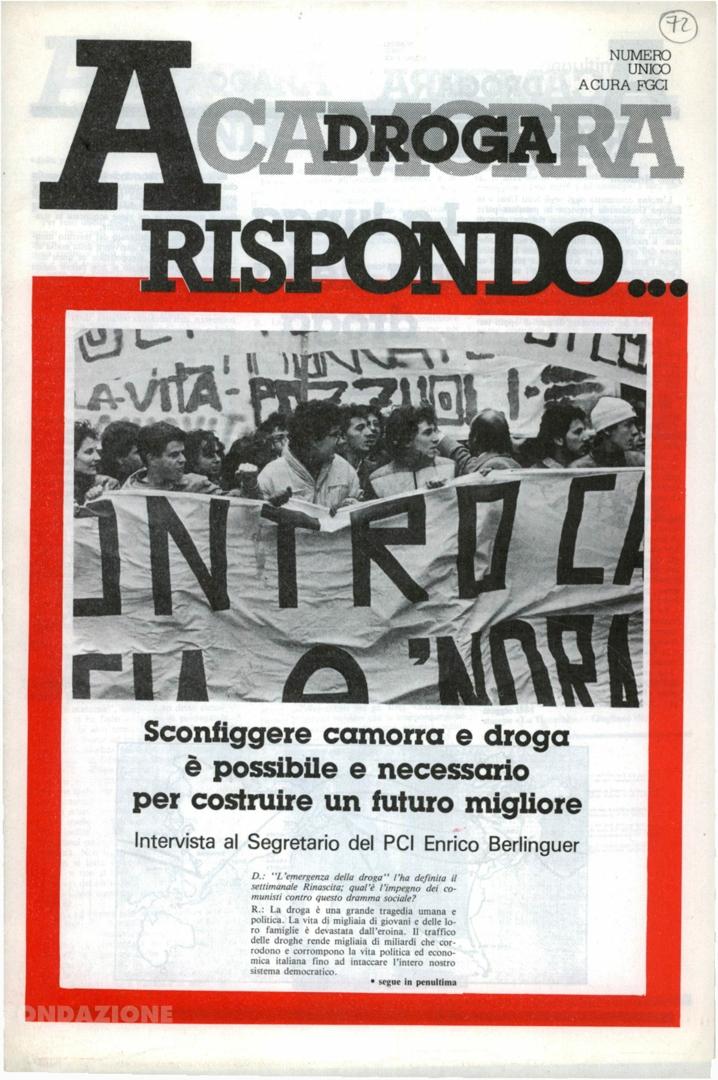 72
NUMERO
UNICO
A CURA FGCI
A CAMORRA
DROGA
RISPONDO...
A-VITA-POZZUOLI-
ONTRO CA
'NDRA
Sconfiggere camorra e droga
è possibile e necessario
per costruire un futuro migliore
Intervista al Segretario del PCI Enrico Berlinguer
D.: "L'emergenza della droga" l'ha definita il
settimanale Rinascita; qual'è l'impegno dei co-
munisti contro questo dramma sociale?
R.: La droga è una grande tragedia umana e
politica. La vita di migliaia di giovani e delle lo-
ro famiglie è devastata dall'eroina. Il traffico
delle droghe rende migliaia di miliardi che cor-
rodono e corrompono la vita politica ed econo-
mica italiana fino ad intaccare l'intero nostro
sistema democratico.
• segue in penultima
FONDAZIONE